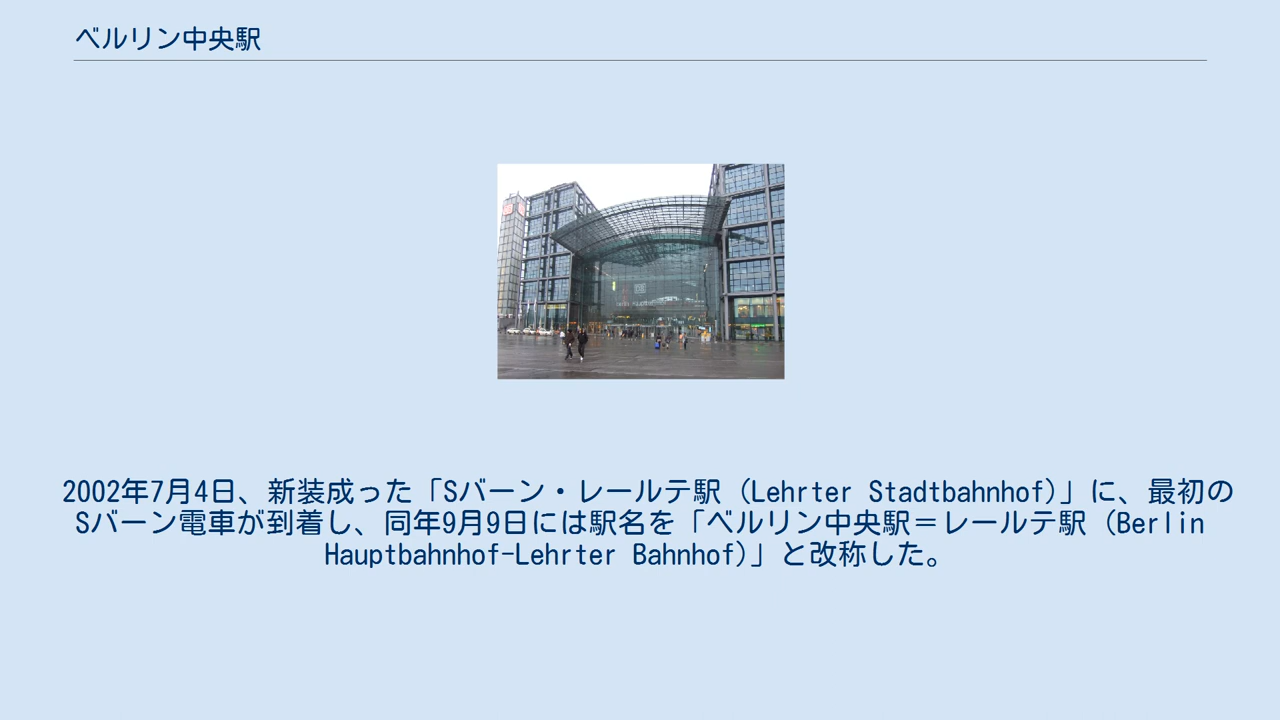 ベルリン中央駅
2002年7月4日、新装成った「Sバーン・レールテ駅（Lehrter Stadtbahnhof)」に、最初の
Sバーン電車が到着し、同年9月9日には駅名を「ベルリン中央駅＝レールテ駅（Berlin
Hauptbahnhof-Lehrter Bahnhof)」と改称した。